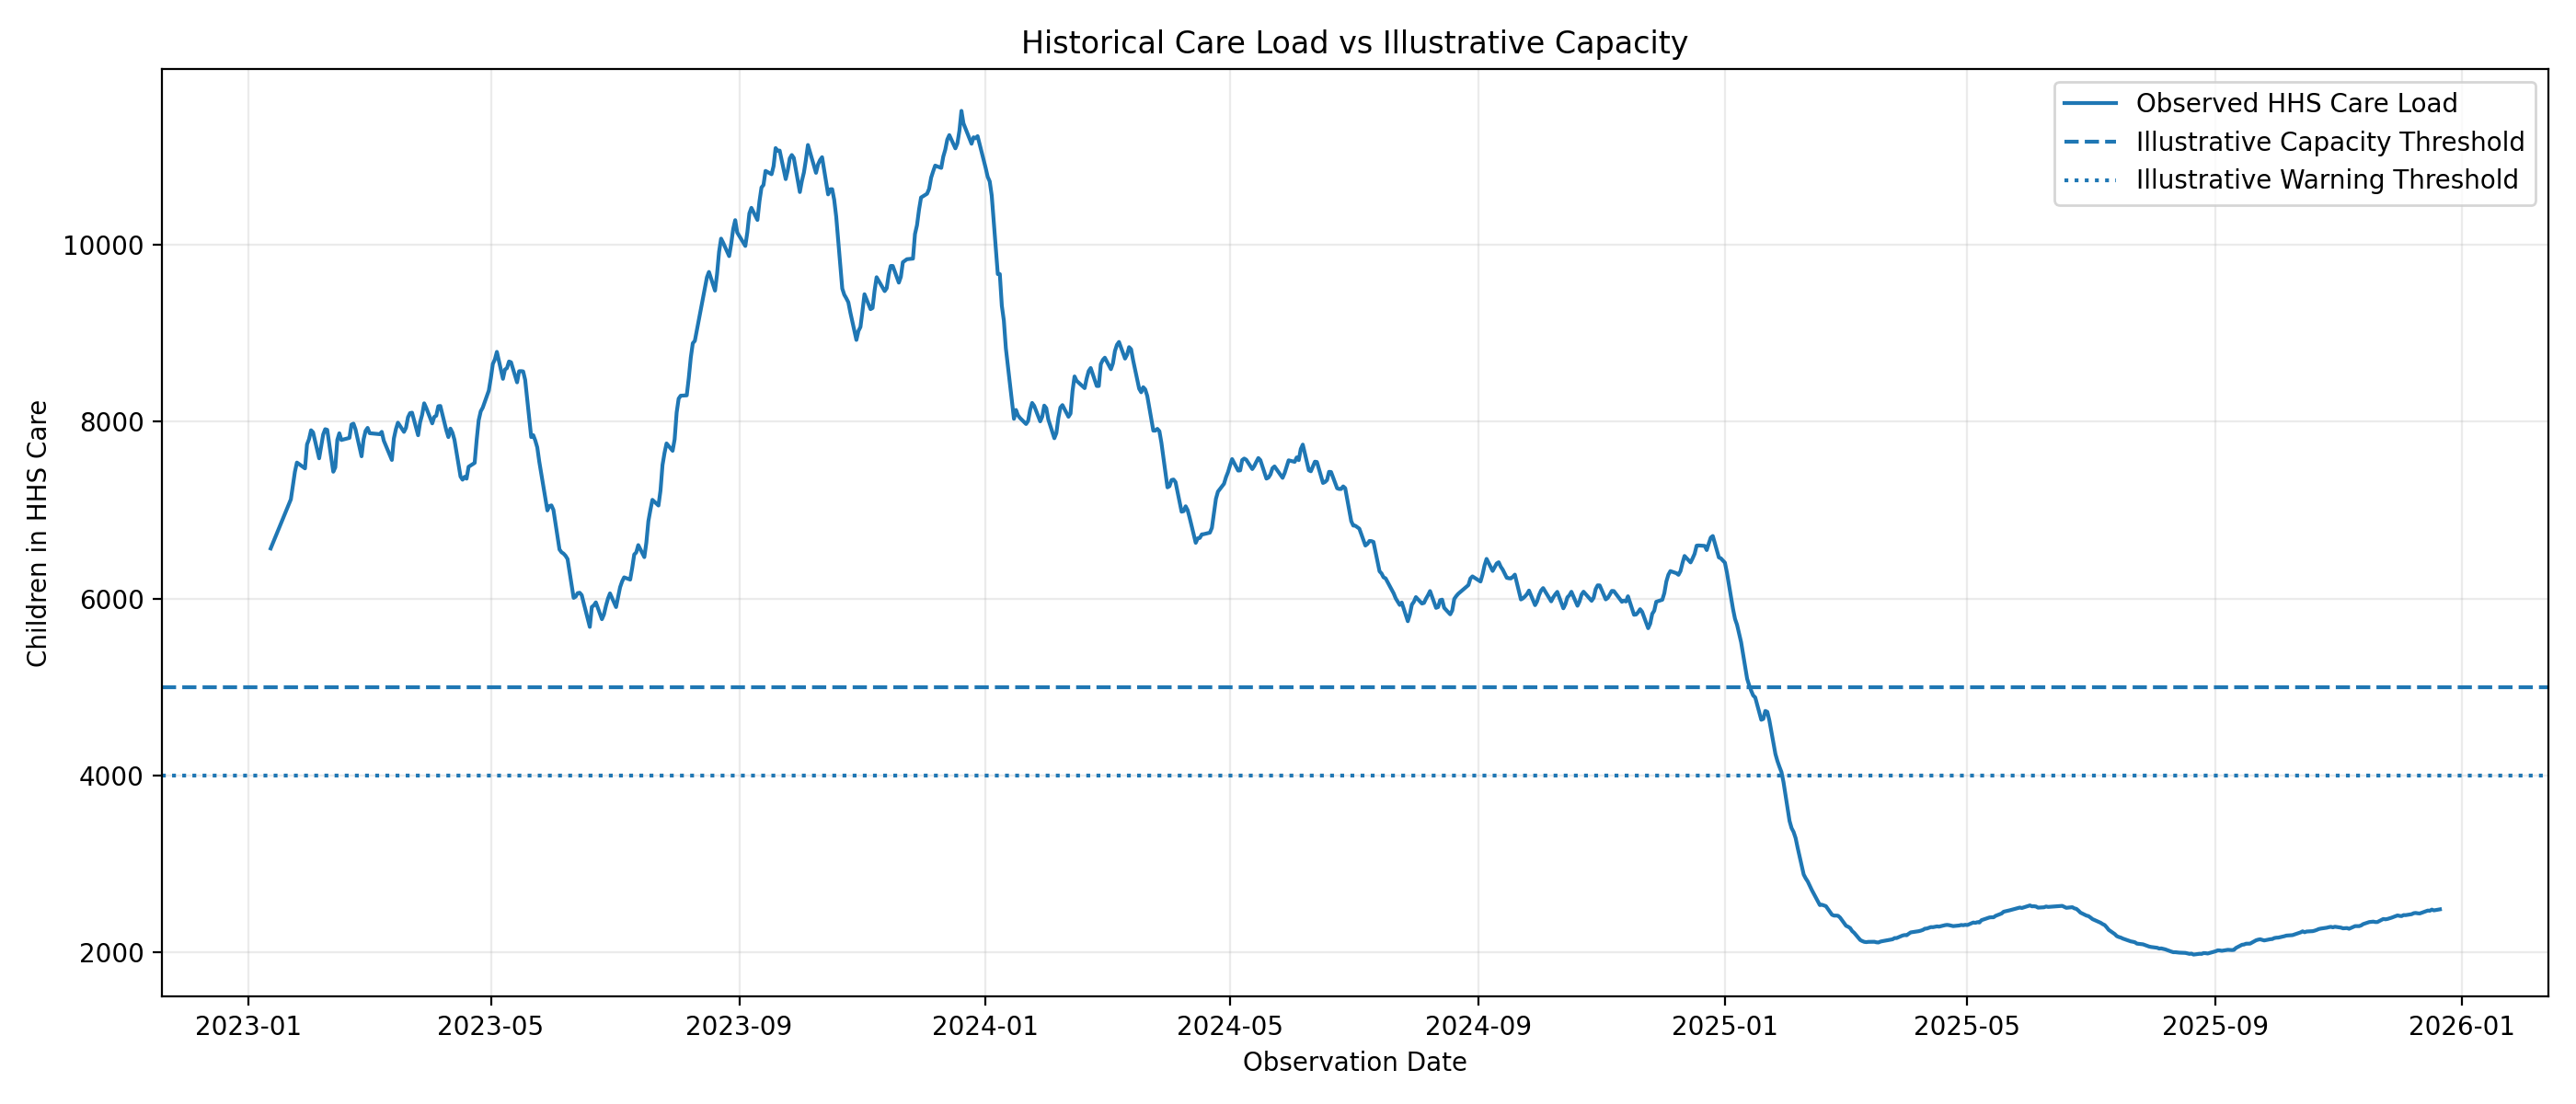 Historical Care Load vs Illustrative Capacity
Observed HHS Care Load
Illustrative Capacity Threshold
Illustrative Warning Threshold
Children in HHS Care
10000
8000
6000
4000
2000
2023-01 2023-05 2023-09 2024-01 2024-05 2024-09 2025-01 2025-05 2025-09 2026-01
Observation Date